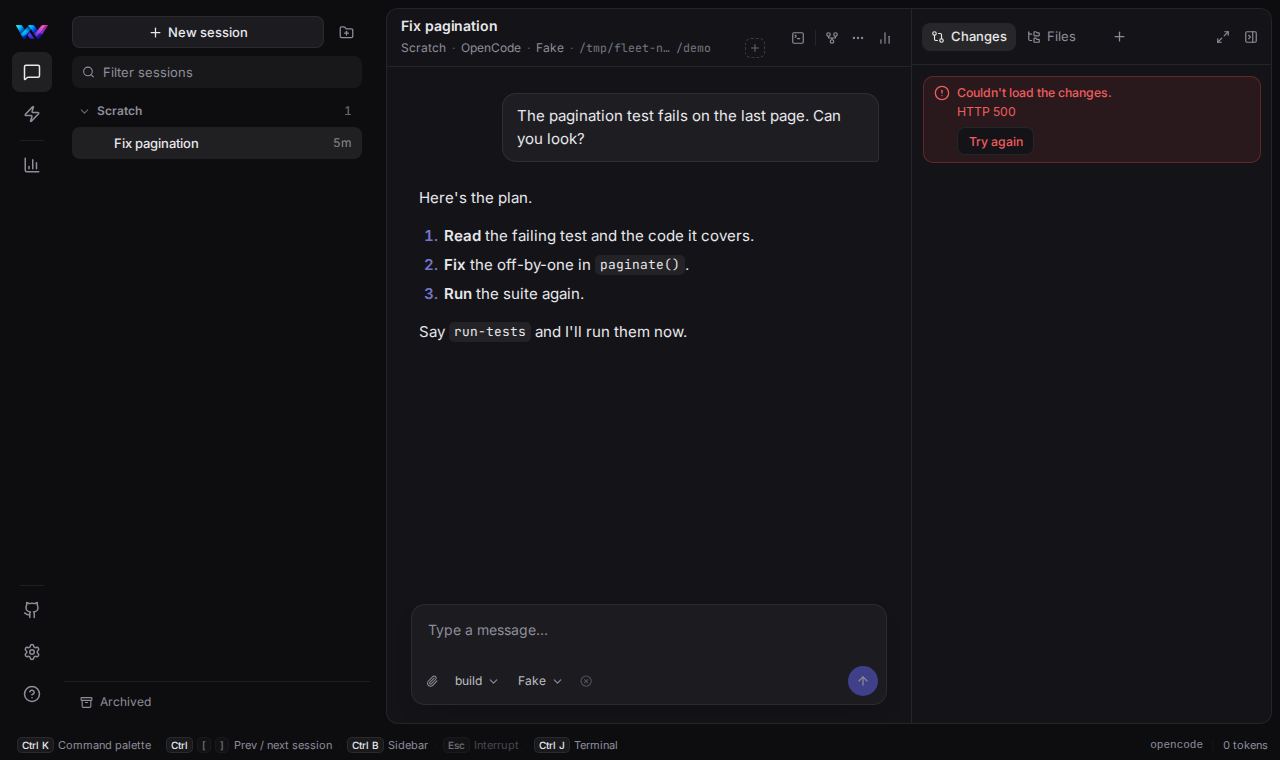 New session
Filter sessions
Scratch 1
Fix pagination 5m
Archived
Fix pagination
Scratch · OpenCode · Fake · /tmp/fleet-n… /demo
The pagination test fails on the last page. Can
you look?
Here's the plan.
1. Read the failing test and the code it covers.
2. Fix the off-by-one in paginate().
3. Run the suite again.
Say run-tests and I'll run them now.
Type a message...
build Fake
Changes Files
Couldn't load the changes.
HTTP 500
Try again
Ctrl K Command palette Ctrl [ ] Prev / next session Ctrl B Sidebar Esc Interrupt Ctrl J Terminal opencode 0 tokens